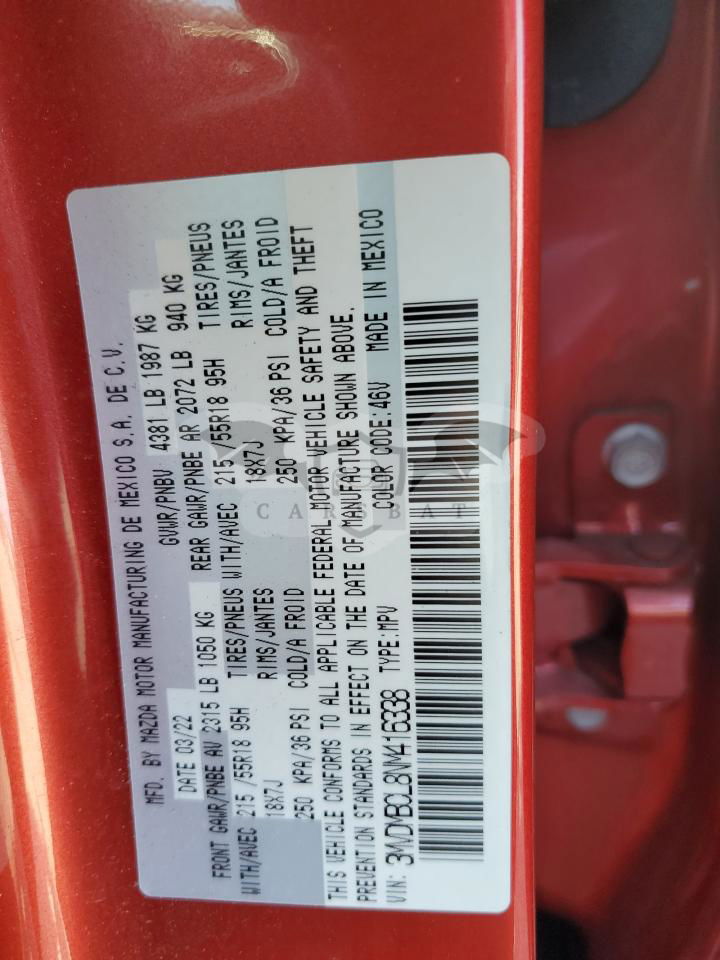 MFD. BY MAZDA MOTOR MANUFACTURING DE MEXICO S.A. DE C.V.
DATE 03/22 GVWR/PNBV 4381 LB 1987 KG
FRONT GAWR/PNBE AV 2315 LB 1050 KG REAR GAWR/PNBE AR 2072 LB 940 KG
WITH/AVEC 215 /55R18 95H TIRES/PNEUS WITH/AVEC 215 /55R18 95H TIRES/PNEUS
18X7J RIMS/JANTES 18X7J RIMS/JANTES
250 KPA/36 PSI COLD/A FROID 250 KPA/36 PSI COLD/A FROID
THIS VEHICLE CONFORMS TO ALL APPLICABLE FEDERAL MOTOR VEHICLE SAFETY AND THEFT
PREVENTION STANDARDS IN EFFECT ON THE DATE OF MANUFACTURE SHOWN ABOVE.
VIN: 3MVDMBCL8NM416338 TYPE:MPV COLOR CODE:46V MADE IN MEXICO
CARSBAT